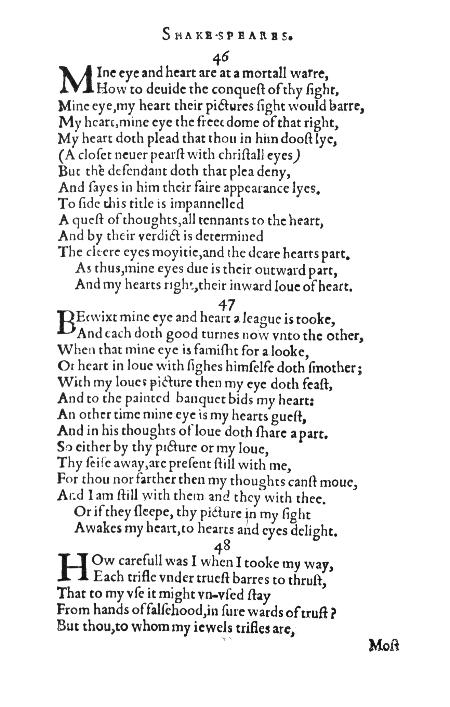 SHAKE-SPEARES.
46
MIne eye and heart are at a mortall warre,
How to deuide the conquest of thy sight,
Mine eye,my heart their pictures sight would barre,
My heart,mine eye the freedome of that right,
My heart doth plead that thou in him doost lye,
(A closet neuer pearst with christall eyes)
But the defendant doth that plea deny,
And sayes in him their faire appearance lyes.
To side this title is impannelled
A quest of thoughts,all tennants to the heart,
And by their verdict is determined
The cleere eyes moyitie,and the deare hearts part.
As thus,mine eyes due is their outward part,
And my hearts right,their inward loue of heart.
47
BEtwixt mine eye and heart a league is tooke,
And each doth good turnes now vnto the other,
When that mine eye is famisht for a looke,
Or heart in loue with sighes himselfe doth smother;
With my loues picture then my eye doth feast,
And to the painted banquet bids my heart:
An other time mine eye is my hearts guest,
And in his thoughts of loue doth share a part.
So either by thy picture or my loue,
Thy seife away,are present still with me,
For thou nor farther then my thoughts canst moue,
And I am still with them and they with thee.
Or if they sleepe, thy picture in my sight
Awakes my heart,to hearts and eyes delight.
48
HOw carefull was I when I tooke my way,
Each trifle vnder truest barres to thrust,
That to my vse it might vn-vsed stay
From hands of falsehood,in sure wards of trust?
But thou,to whom my iewels trifles are,
Most